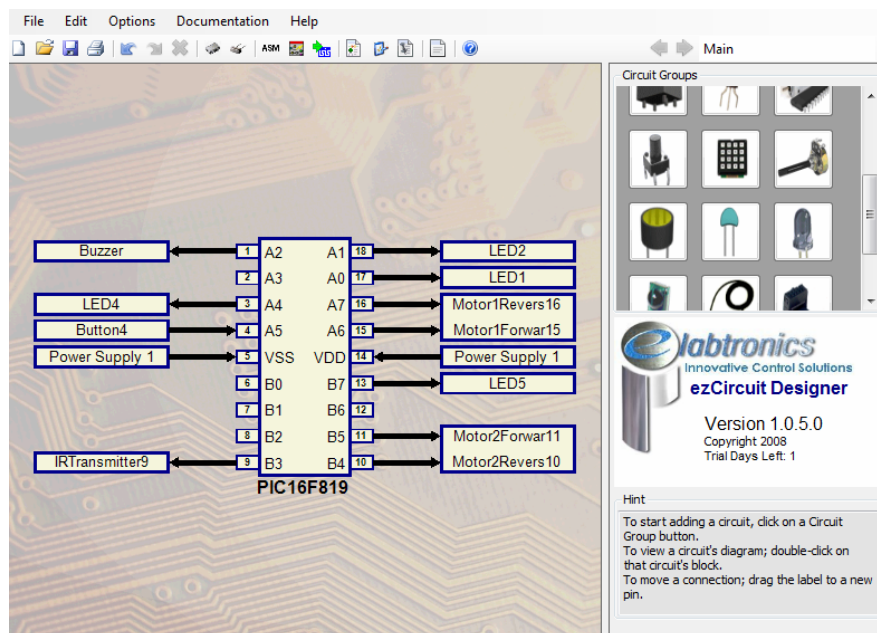 File Edit Options Documentation Help
ASM
Main
Circuit Groups
Buzzer 1 A2 A1 18 LED2
2 A3 A0 17 LED1
LED4 3 A4 A7 16 Motor1Revers16
Button4 4 A5 A6 15 Motor1Forwar15
Power Supply 1 5 VSS VDD 14 Power Supply 1
6 B0 B7 13 LED5
7 B1 B6 12
8 B2 B5 11 Motor2Forwar11
IRTransmitter9 9 B3 B4 10 Motor2Revers10
PIC16F819
elabtronics
Innovative Control Solutions
ezCircuit Designer
Version 1.0.5.0
Copyright 2008
Trial Days Left: 1
Hint
To start adding a circuit, click on a Circuit
Group button.
To view a circuit's diagram; double-click on
that circuit's block.
To move a connection; drag the label to a new
pin.